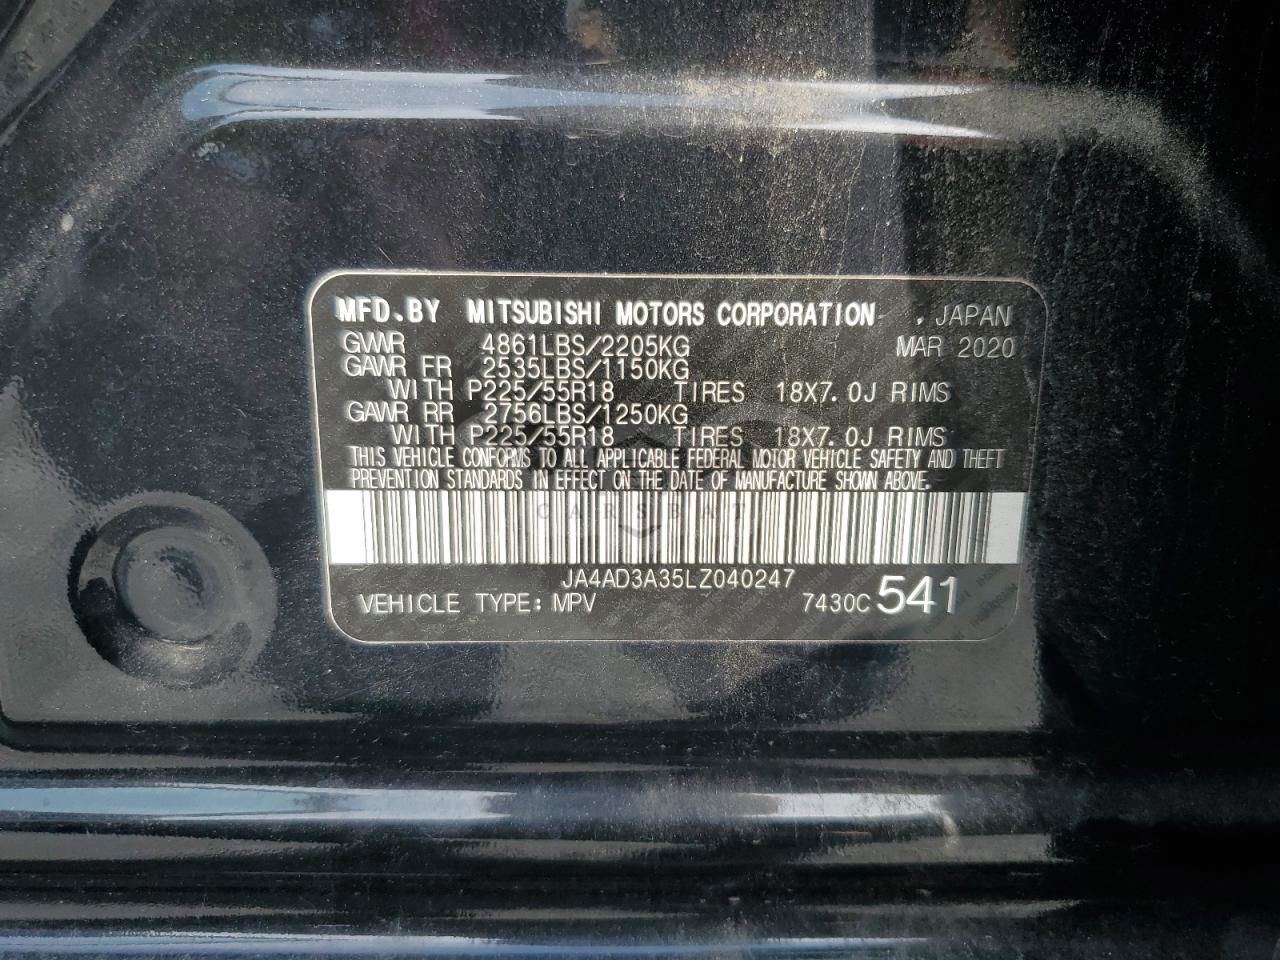 MFD.BY MITSUBISHI MOTORS CORPORATION . JAPAN
GVWR 4861LBS/2205KG MAR 2020
GAWR FR 2535LBS/1150KG
WITH P225/55R18 TIRES 18X7.0J RIMS
GAWR RR 2756LBS/1250KG
WITH P225/55R18 TIRES 18X7.0J RIMS
THIS VEHICLE CONFORMS TO ALL APPLICABLE FEDERAL MOTOR VEHICLE SAFETY AND THEFT
PREVENTION STANDARDS IN EFFECT ON THE DATE OF MANUFACTURE SHOWN ABOVE.
CARSBAT
JA4AD3A35LZ040247
VEHICLE TYPE: MPV 7430C 541